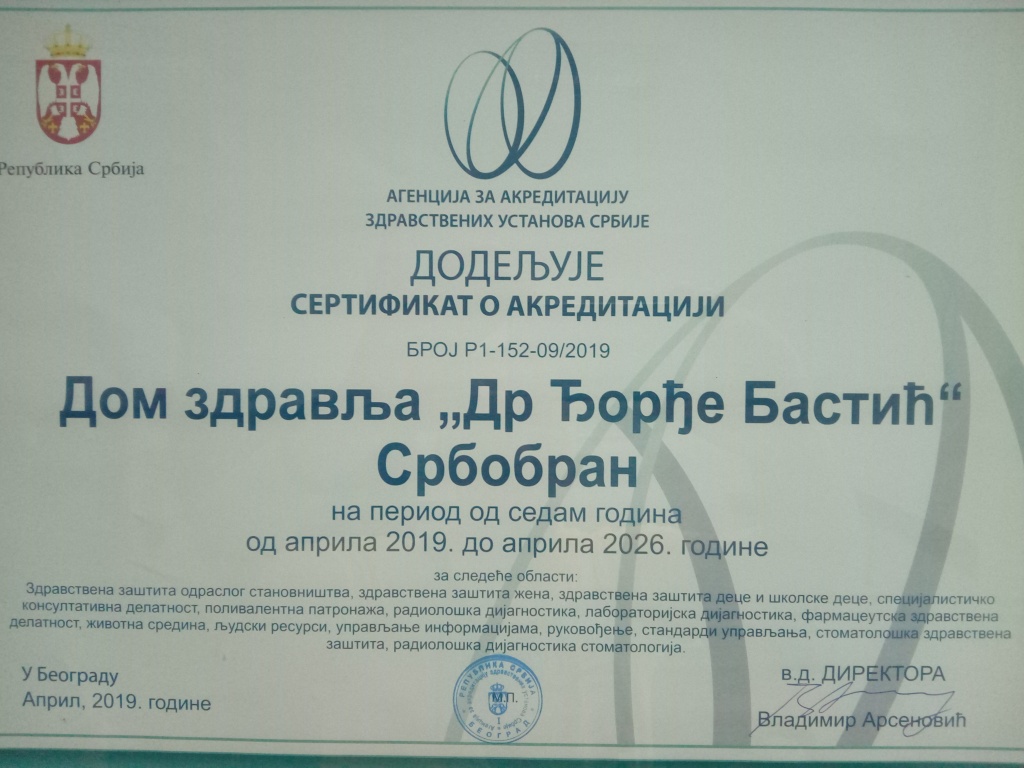 Република Србија
АГЕНЦИЈА ЗА АКРЕДИТАЦИЈУ
ЗДРАВСТВЕНИХ УСТАНОВА СРБИЈЕ
ДОДЕЉУЈЕ
СЕРТИФИКАТ О АКРЕДИТАЦИЈИ
БРОЈ Р1-152-09/2019
Дом здравља „Др Ђорђе Бастић“
Србобран
на период од седам година
од априла 2019. до априла 2026. године
за следеће области:
Здравствена заштита одраслог становништва, здравствена заштита жена, здравствена заштита деце и школске деце, специјалистичко
консултативна делатност, поливалентна патронажа, радиолошка дијагностика, лабораторијска дијагностика, фармацеутска здравствена
делатност, животна средина, људски ресурси, управљање информацијама, руковођење, стандарди управљања, стоматолошка здравствена
заштита, радиолошка дијагностика стоматологија.
У Београду
Април, 2019. године
РЕПУБЛИКА СРБИЈА
М.П.
БЕОГРАД
в.д. ДИРЕКТОРА
Владимир Арсеновић